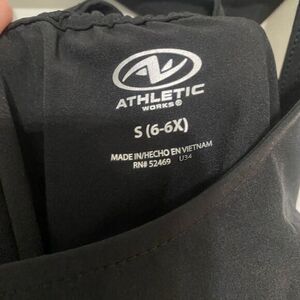 ATHLETIC
WORKS®
S (6-6X)
MADE IN/HECHO EN VIETNAM
RN# 52469 U34